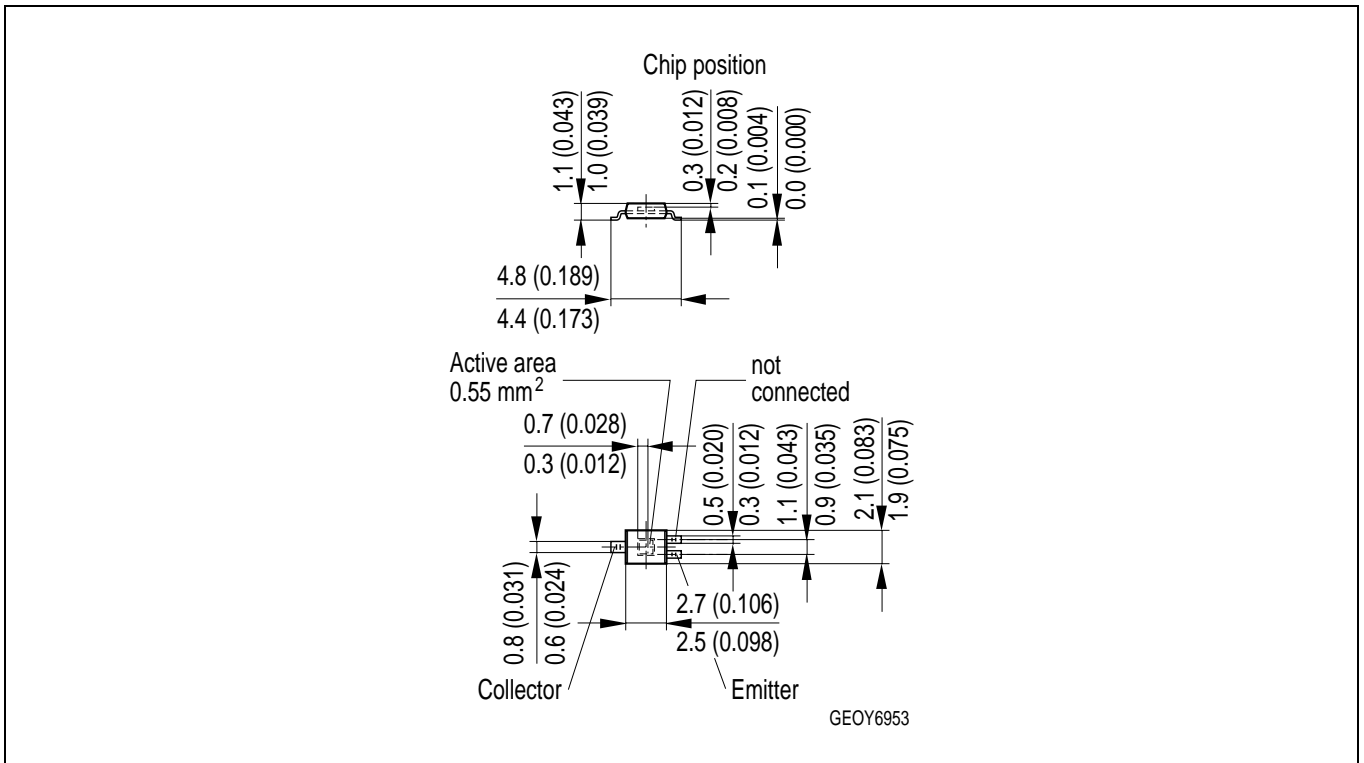 Chip position
1.1 (0.043)
1.0 (0.039)
0.3 (0.012)
0.2 (0.008)
0.1 (0.004)
0.0 (0.000)
4.8 (0.189)
4.4 (0.173)
Active area
0.55 mm²
not
connected
0.7 (0.028)
0.3 (0.012)
0.5 (0.020)
0.3 (0.012)
1.1 (0.043)
0.9 (0.035)
2.1 (0.083)
1.9 (0.075)
0.8 (0.031)
0.6 (0.024)
2.7 (0.106)
2.5 (0.098)
Collector
Emitter
GEOY6953